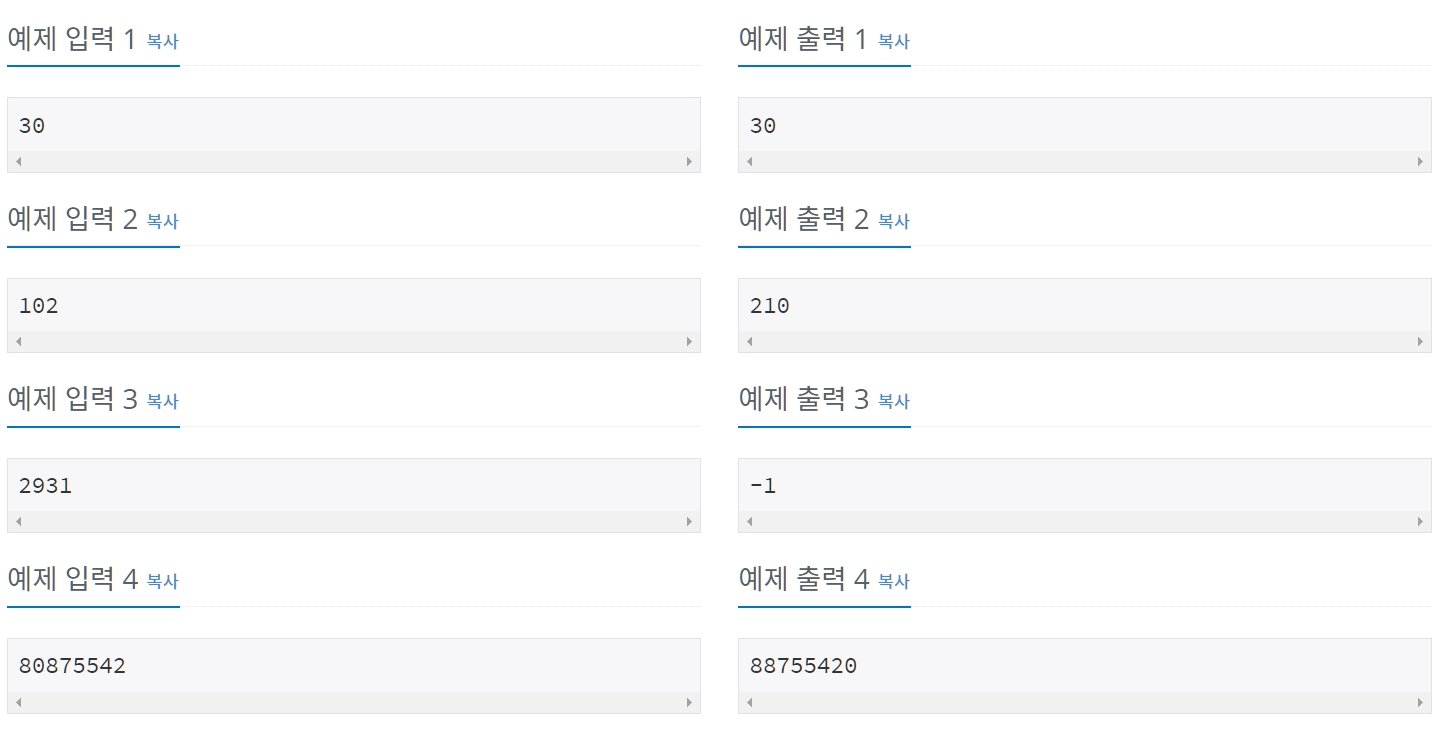 예제 입력 1 복사
30
예제 출력 1 복사
30
예제 입력 2 복사
102
예제 출력 2 복사
210
예제 입력 3 복사
2931
예제 출력 3 복사
-1
예제 입력 4 복사
80875542
예제 출력 4 복사
88755420